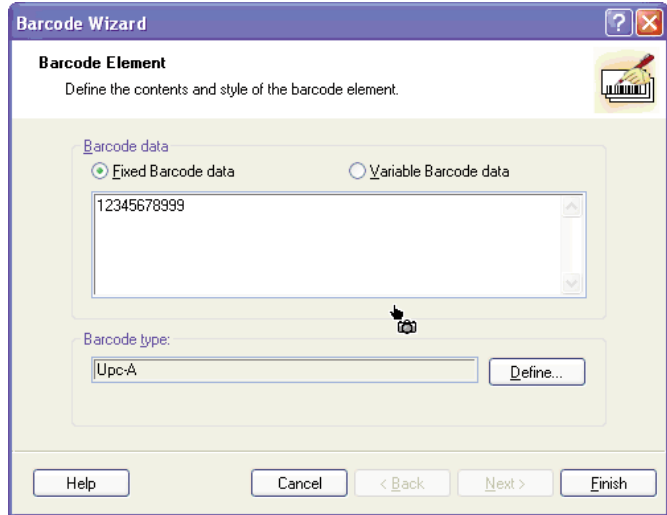 Barcode Wizard
Barcode Element
Define the contents and style of the barcode element.
Barcode data
Fixed Barcode data Variable Barcode data
12345678999
Barcode type:
Upc-A Define...
Help Cancel < Back Next > Finish